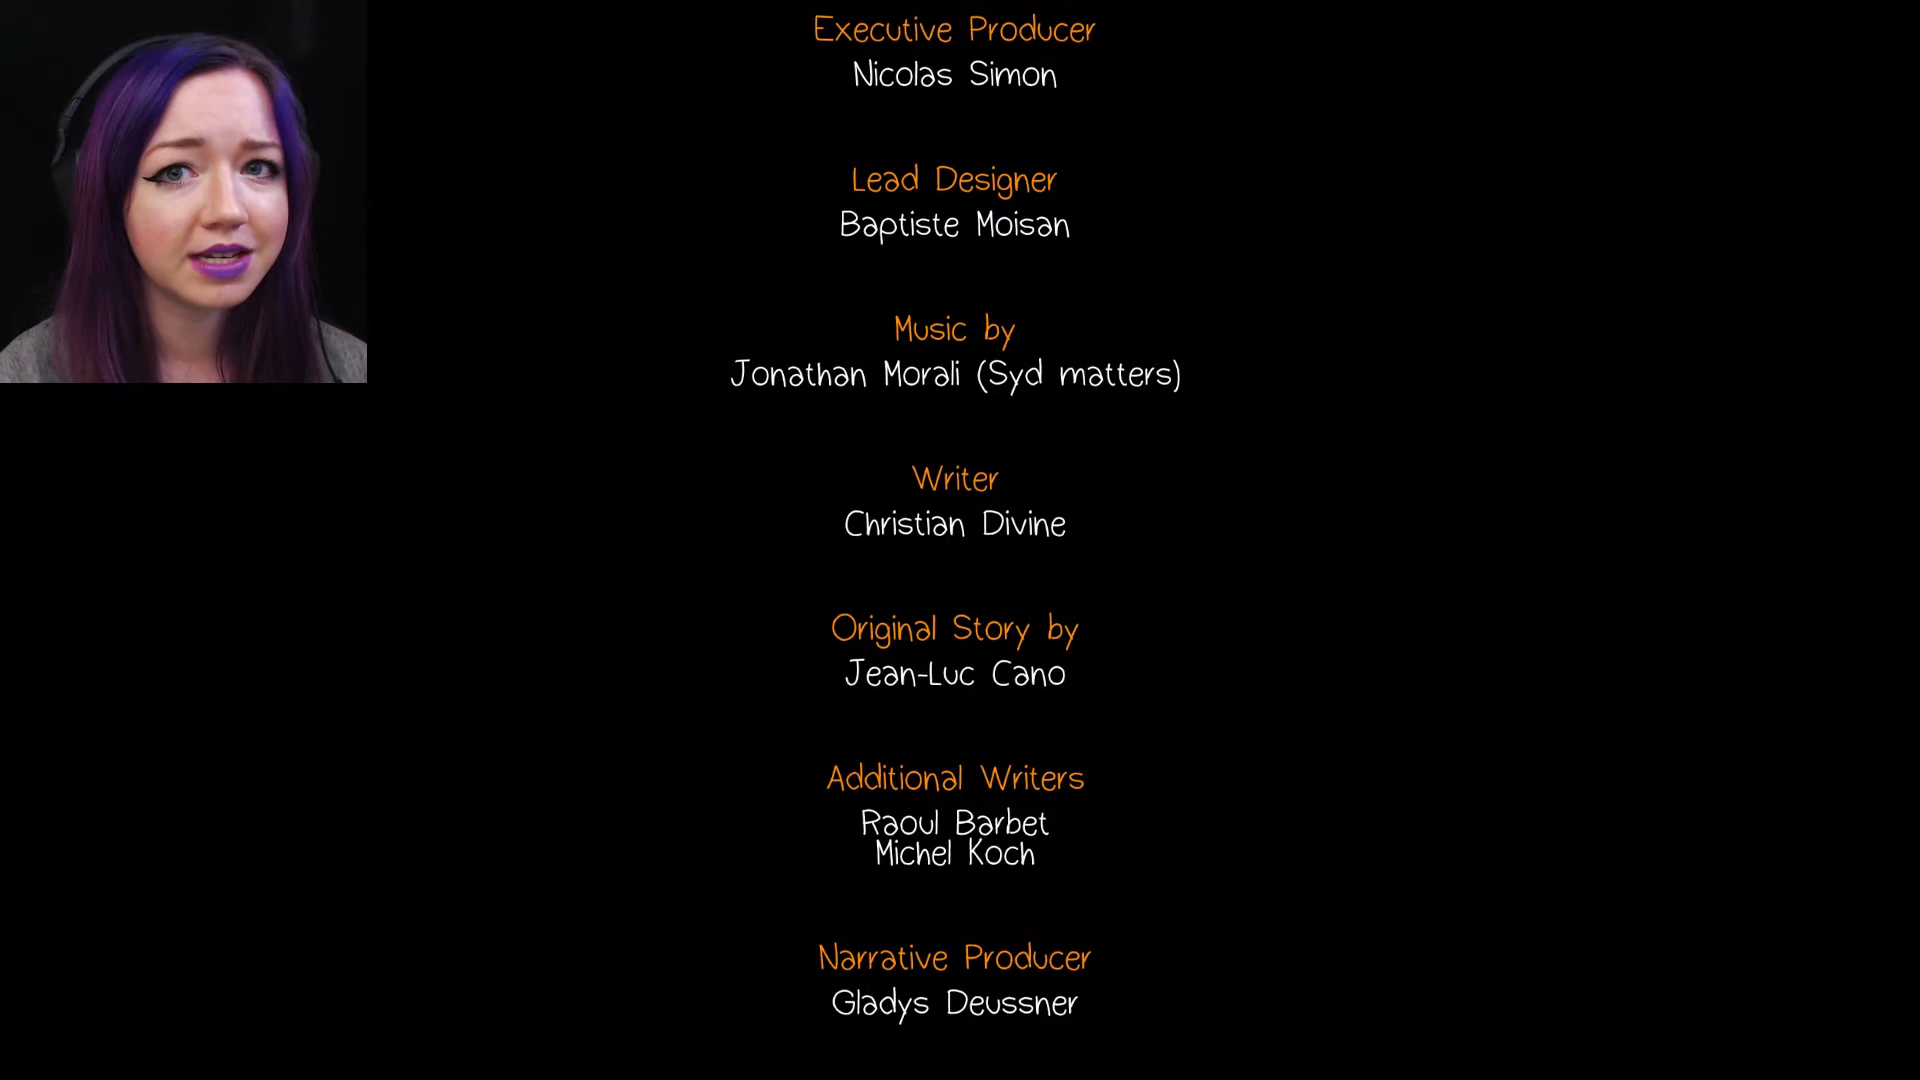 Executive Producer
Nicolas Simon
Lead Designer
Baptiste Moisan
Music by
Jonathan Morali (Syd matters)
Writer
Christian Divine
Original Story by
Jean-Luc Cano
Additional Writers
Raoul Barbet
Michel Koch
Narrative Producer
Gladys Deussner